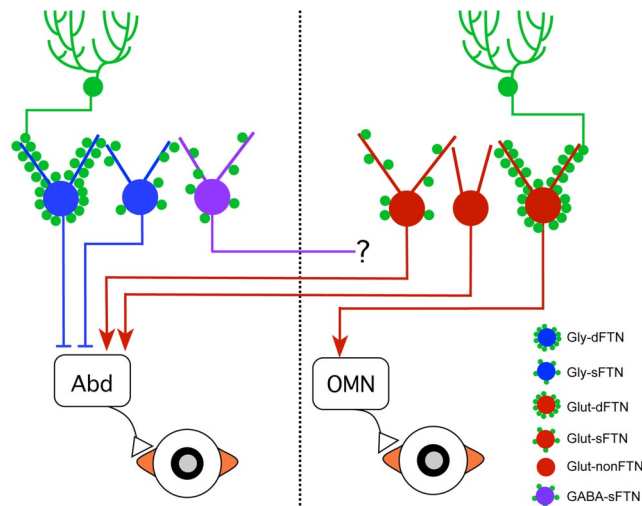 ?
Abd
OMN
Gly-dFTN
Gly-sFTN
Glut-dFTN
Glut-sFTN
Glut-nonFTN
GABA-sFTN